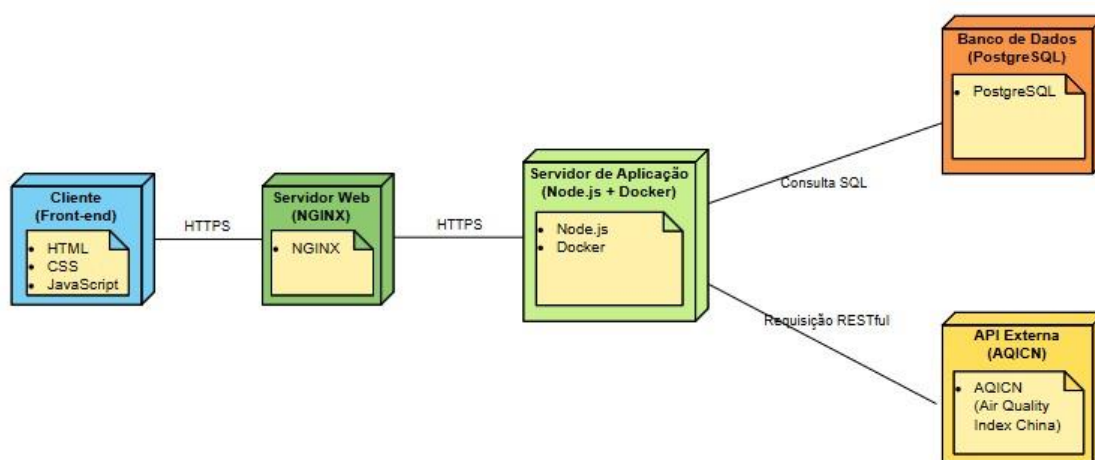 Cliente
(Front-end)
HTML
CSS
JavaScript
HTTPS
Servidor Web
(NGINX)
NGINX
HTTPS
Servidor de Aplicação
(Node.js + Docker)
Node.js
Docker
Consulta SQL
Requisição RESTful
Banco de Dados
(PostgreSQL)
PostgreSQL
API Externa
(AQICN)
AQICN
(Air Quality
Index China)